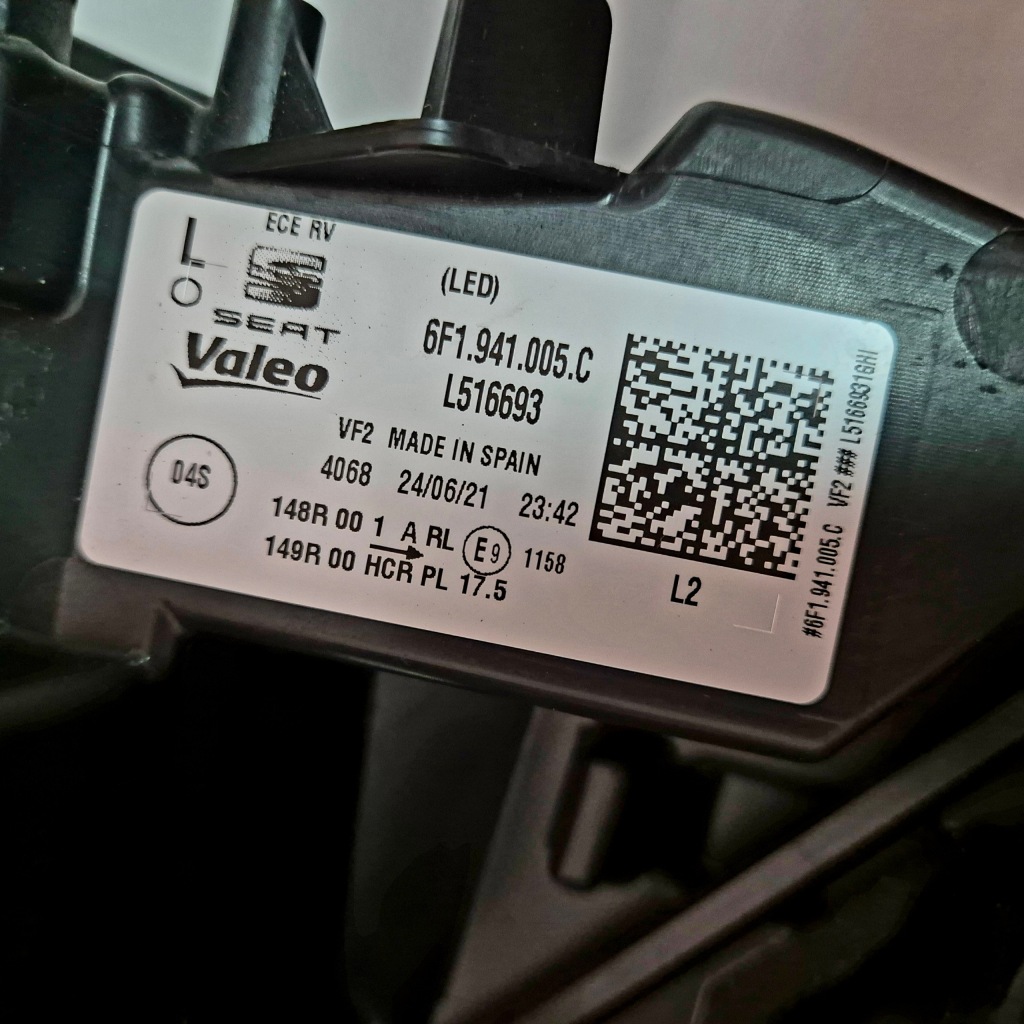 L
O
ECE RV
SEAT
Valeo
(LED)
6F1.941.005.C
L516693
VF2 MADE IN SPAIN
4068 24/06/21 23:42
04S
148R 00 1 A RL E9 1158
149R 00 HCR PL 17.5
L2
#6F1.941.005.C VF2 ### L5166931GHI